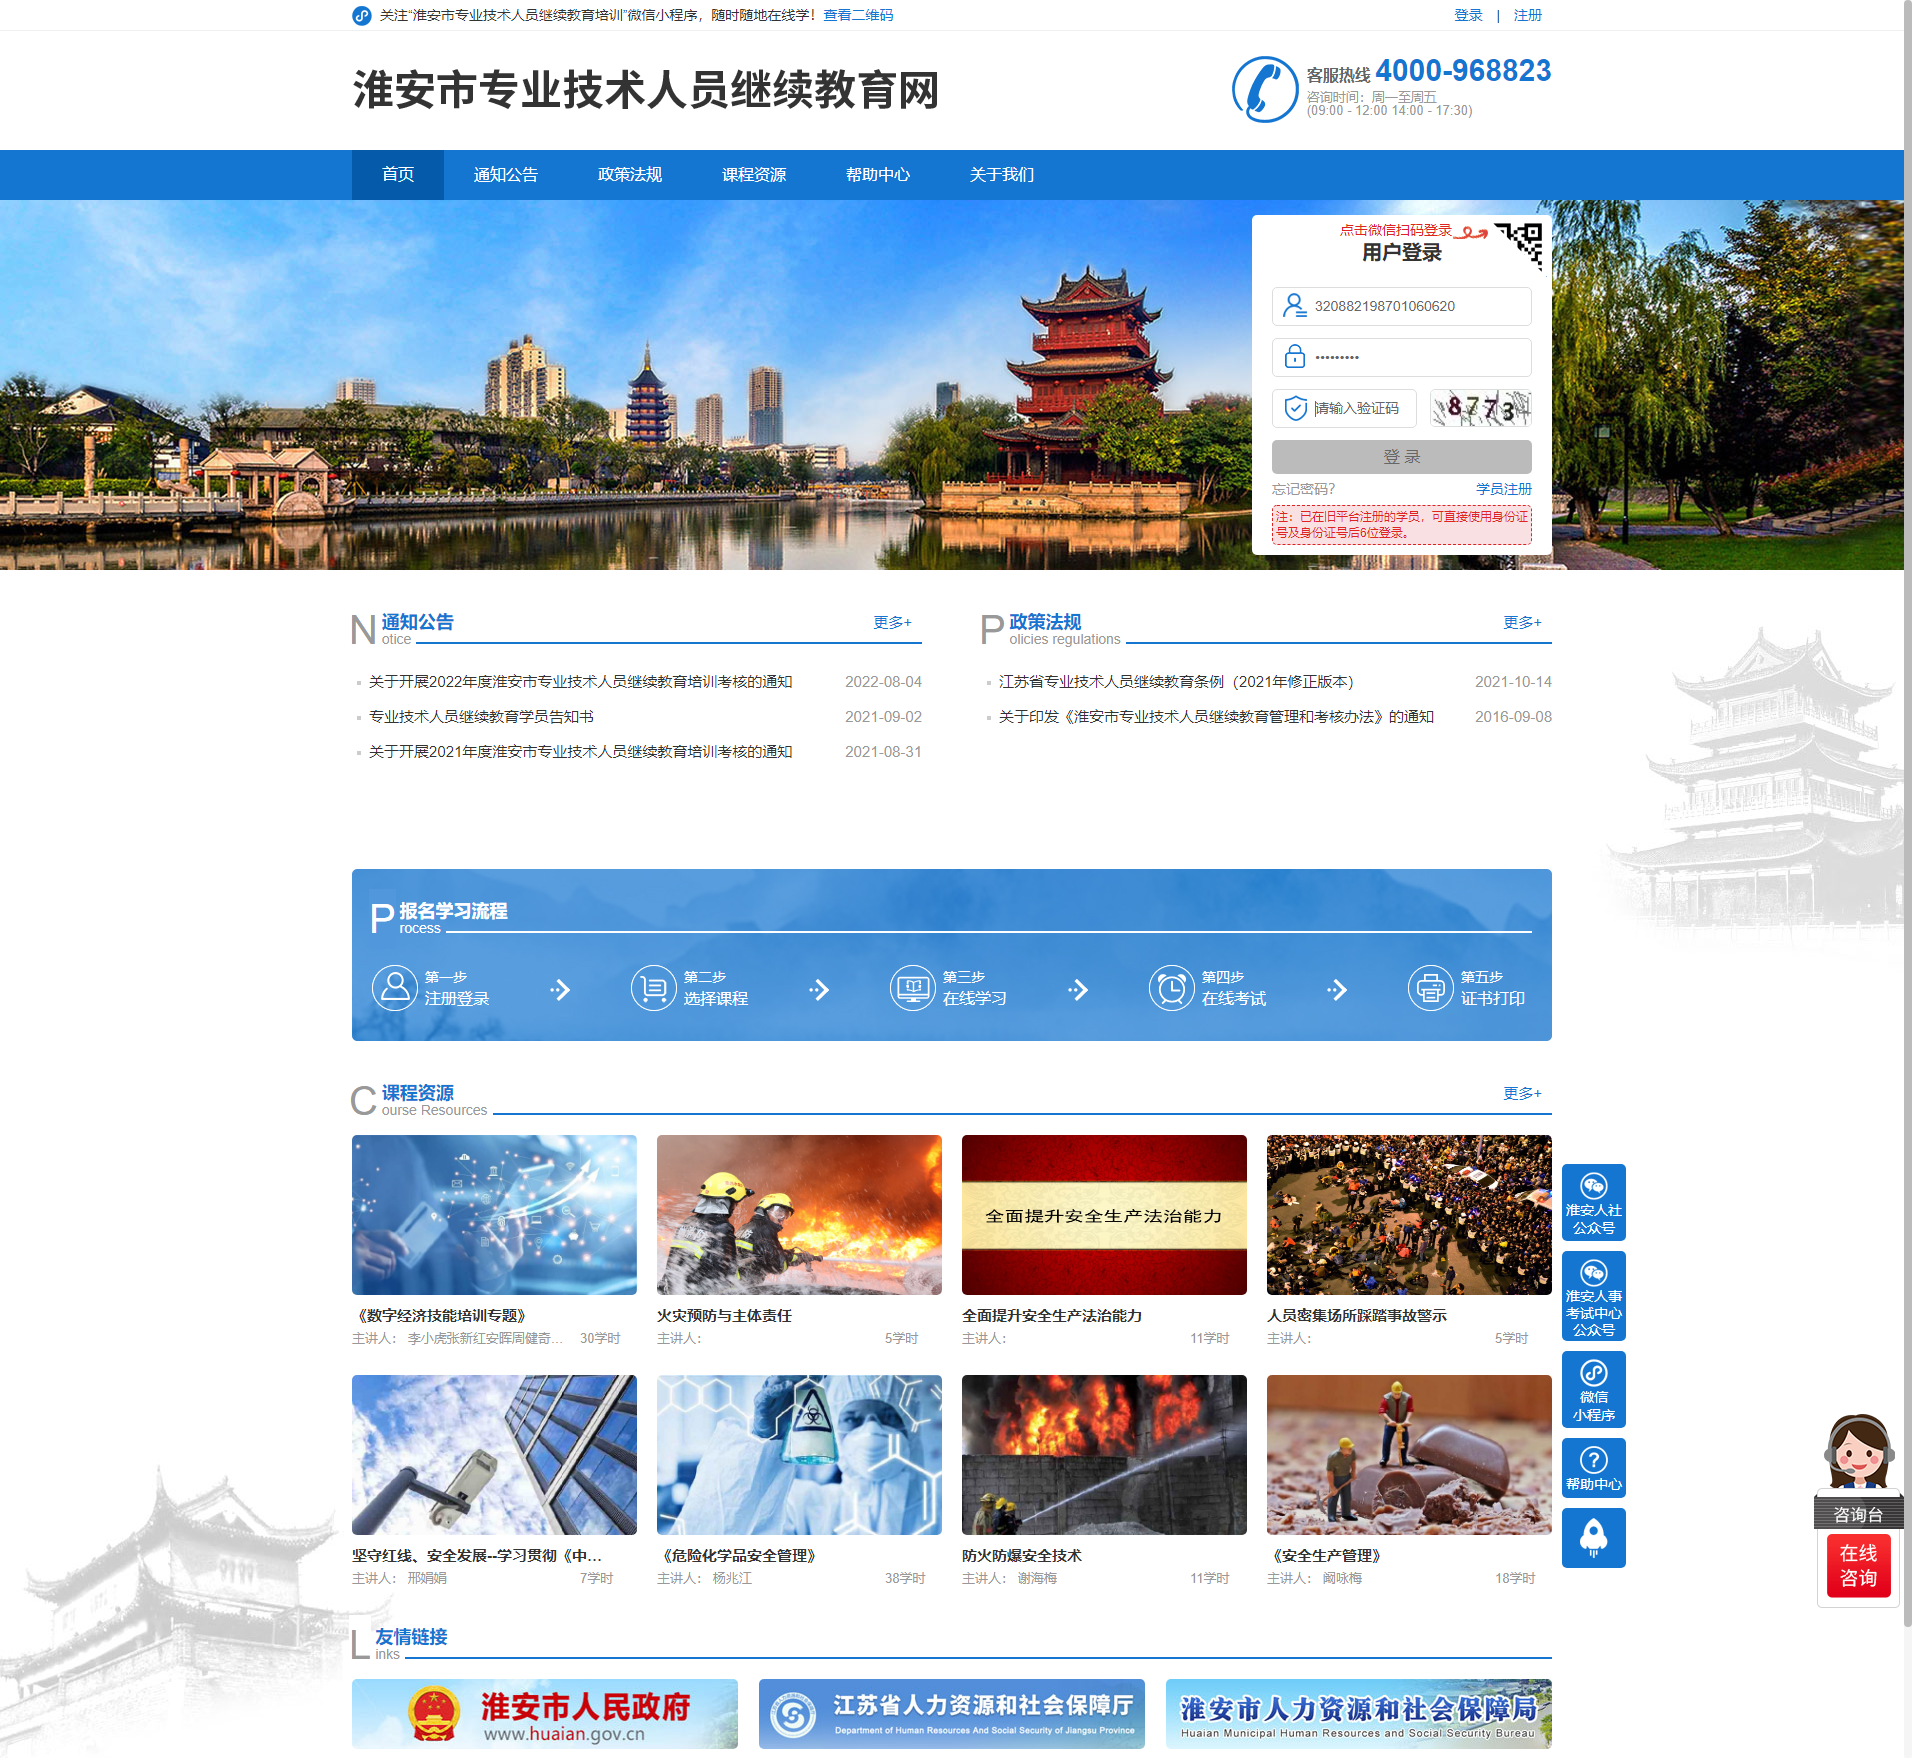 关注“淮安市专业技术人员继续教育培训”微信小程序，随时随地在线学！查看二维码
登录 | 注册
淮安市专业技术人员继续教育网
客服热线 4000-968823
咨询时间：周一至周五
(09:00 - 12:00 14:00 - 17:30)
首页 通知公告 政策法规 课程资源 帮助中心 关于我们
点击微信扫码登录
用户登录
320882198701060620
•••••••••
请输入验证码 8773
登 录
忘记密码? 学员注册
注：已在旧平台注册的学员，可直接使用身份证
号及身份证号后6位登录。
通知公告 更多+
Notice
关于开展2022年度淮安市专业技术人员继续教育培训考核的通知 2022-08-04
专业技术人员继续教育学员告知书 2021-09-02
关于开展2021年度淮安市专业技术人员继续教育培训考核的通知 2021-08-31
政策法规 更多+
Policies regulations
江苏省专业技术人员继续教育条例（2021年修正版本） 2021-10-14
关于印发《淮安市专业技术人员继续教育管理和考核办法》的通知 2016-09-08
报名学习流程
Process
第一步
注册登录
第二步
选择课程
第三步
在线学习
第四步
在线考试
第五步
证书打印
课程资源 更多+
Course Resources
全面提升安全生产法治能力
《数字经济技能培训专题》
主讲人： 李小虎张新红安晖周健奇... 30学时
火灾预防与主体责任
主讲人： 5学时
全面提升安全生产法治能力
主讲人： 11学时
人员密集场所踩踏事故警示
主讲人： 5学时
坚守红线、安全发展--学习贯彻《中...
主讲人： 邢娟娟 7学时
《危险化学品安全管理》
主讲人： 杨兆江 38学时
防火防爆安全技术
主讲人： 谢海梅 11学时
《安全生产管理》
主讲人： 阚咏梅 18学时
淮安人社
公众号
淮安人事
考试中心
公众号
微信
小程序
帮助中心
咨询台
在线
咨询
友情链接
Links
淮安市人民政府
www.huaian.gov.cn
江苏省人力资源和社会保障厅
Department of Human Resources And Social Security of Jiangsu Province
淮安市人力资源和社会保障局
Huaian Municipal Human Resources and Social Security Bureau